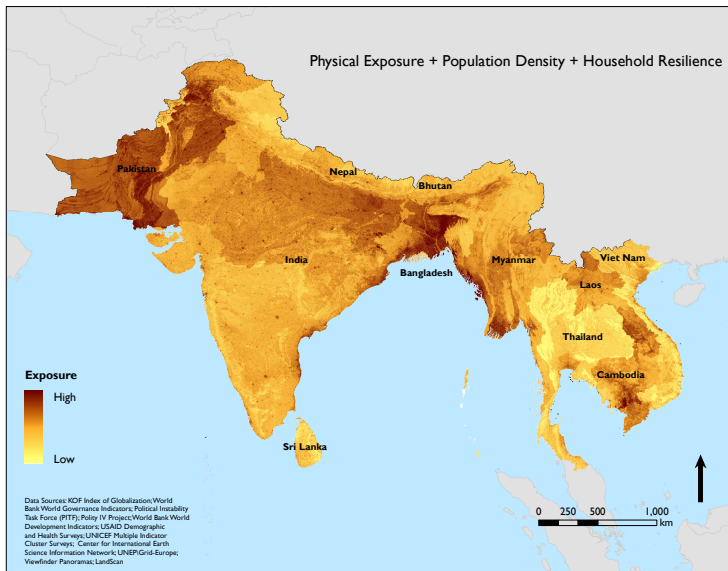 Physical Exposure + Population Density + Household Resilience
Pakistan
Nepal
Bhutan
India
Bangladesh
Myanmar
Viet Nam
Laos
Thailand
Cambodia
Sri Lanka
Exposure
High
Low
Data Sources: KOF Index of Globalization; World
Bank World Governance Indicators; Political Instability
Task Force (PITF); Polity IV Project; World Bank World
Development Indicators; USAID Demographic
and Health Surveys; UNICEF Multiple Indicator
Cluster Surveys; Center for International Earth
Science Information Network; UNEP\Grid-Europe;
Viewfinder Panoramas; LandScan
0 250 500 1,000
km